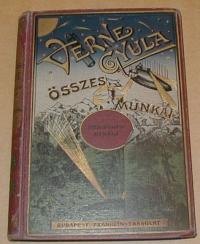 VERNE GYULA
ÖSSZES
MUNKÁI
BUDAPEST, FRANKLIN-TÁRSULAT